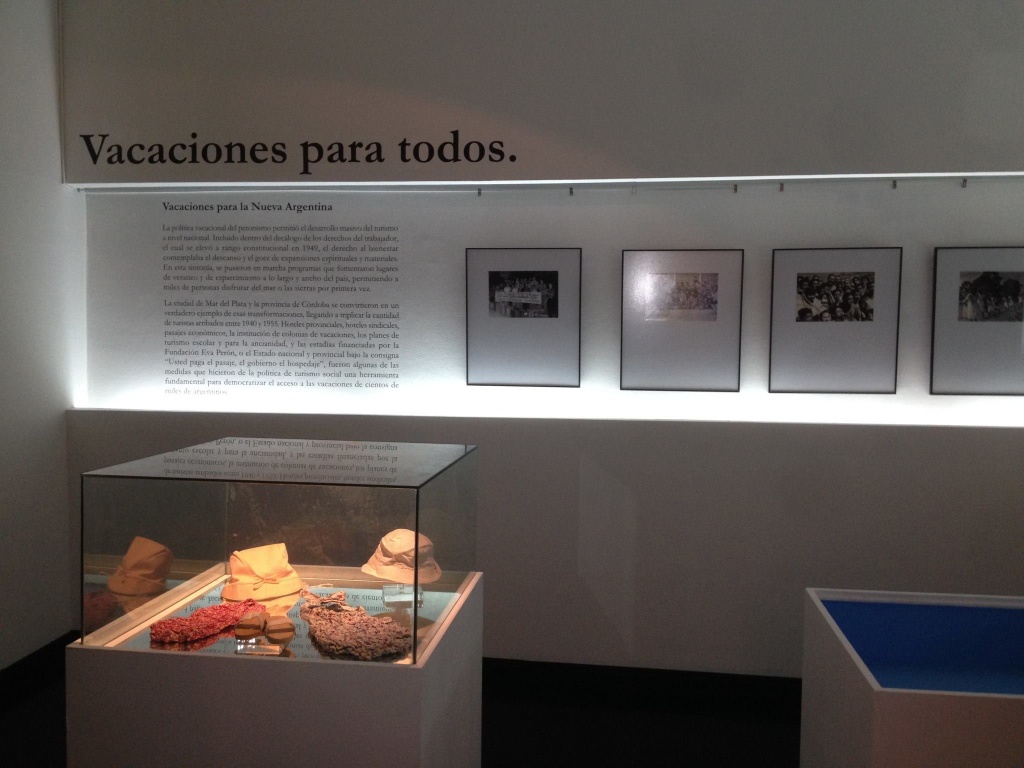 Vacaciones para todos.
Vacaciones para la Nueva Argentina
La política vacacional del peronismo permitió el desarrollo masivo del turismo
a nivel nacional. Incluido dentro del decálogo de los derechos del trabajador,
el cual se elevó a rango constitucional en 1949, el derecho al bienestar
contemplaba el descanso y el goce de expansiones espirituales y materiales.
En esta sintonía, se pusieron en marcha programas que fomentaron lugares
de veraneo y de esparcimiento a lo largo y ancho del país, permitiendo a
miles de personas disfrutar del mar o las sierras por primera vez.
La ciudad de Mar del Plata y la provincia de Córdoba se convirtieron en un
verdadero ejemplo de esas transformaciones, llegando a triplicar la cantidad
de turistas arribados entre 1940 y 1955. Hoteles provinciales, hoteles sindicales,
pasajes económicos, la institución de colonias de vacaciones, los planes de
turismo escolar y para la ancianidad, y las estadías financiadas por la
Fundación Eva Perón, o el Estado nacional y provincial bajo la consigna
"Usted paga el pasaje, el gobierno el hospedaje", fueron algunas de las
medidas que hicieron de la política de turismo social una herramienta
fundamental para democratizar el acceso a las vacaciones de cientos de
miles de argentinos.